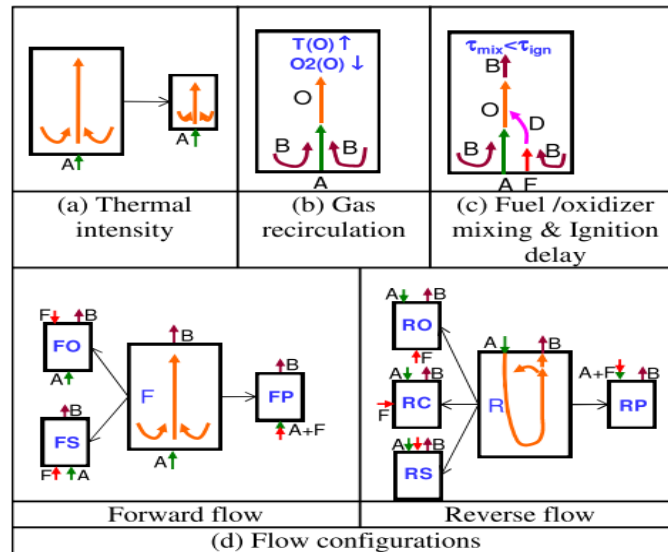 A
A
(a) Thermal
intensity
T(O) ↑
O2(O) ↓
O
B B
A
(b) Gas
recirculation
τmix<τign
B
O
D
B B
A F
(c) Fuel /oxidizer
mixing & Ignition
delay
F B
FO
A
B
FS
F A
B
F
A
B
FP
A+F
Forward flow
A B
RO
F
A B
RC
F
A B
RS
A B
R
A+F B
RP
Reverse flow
(d) Flow configurations